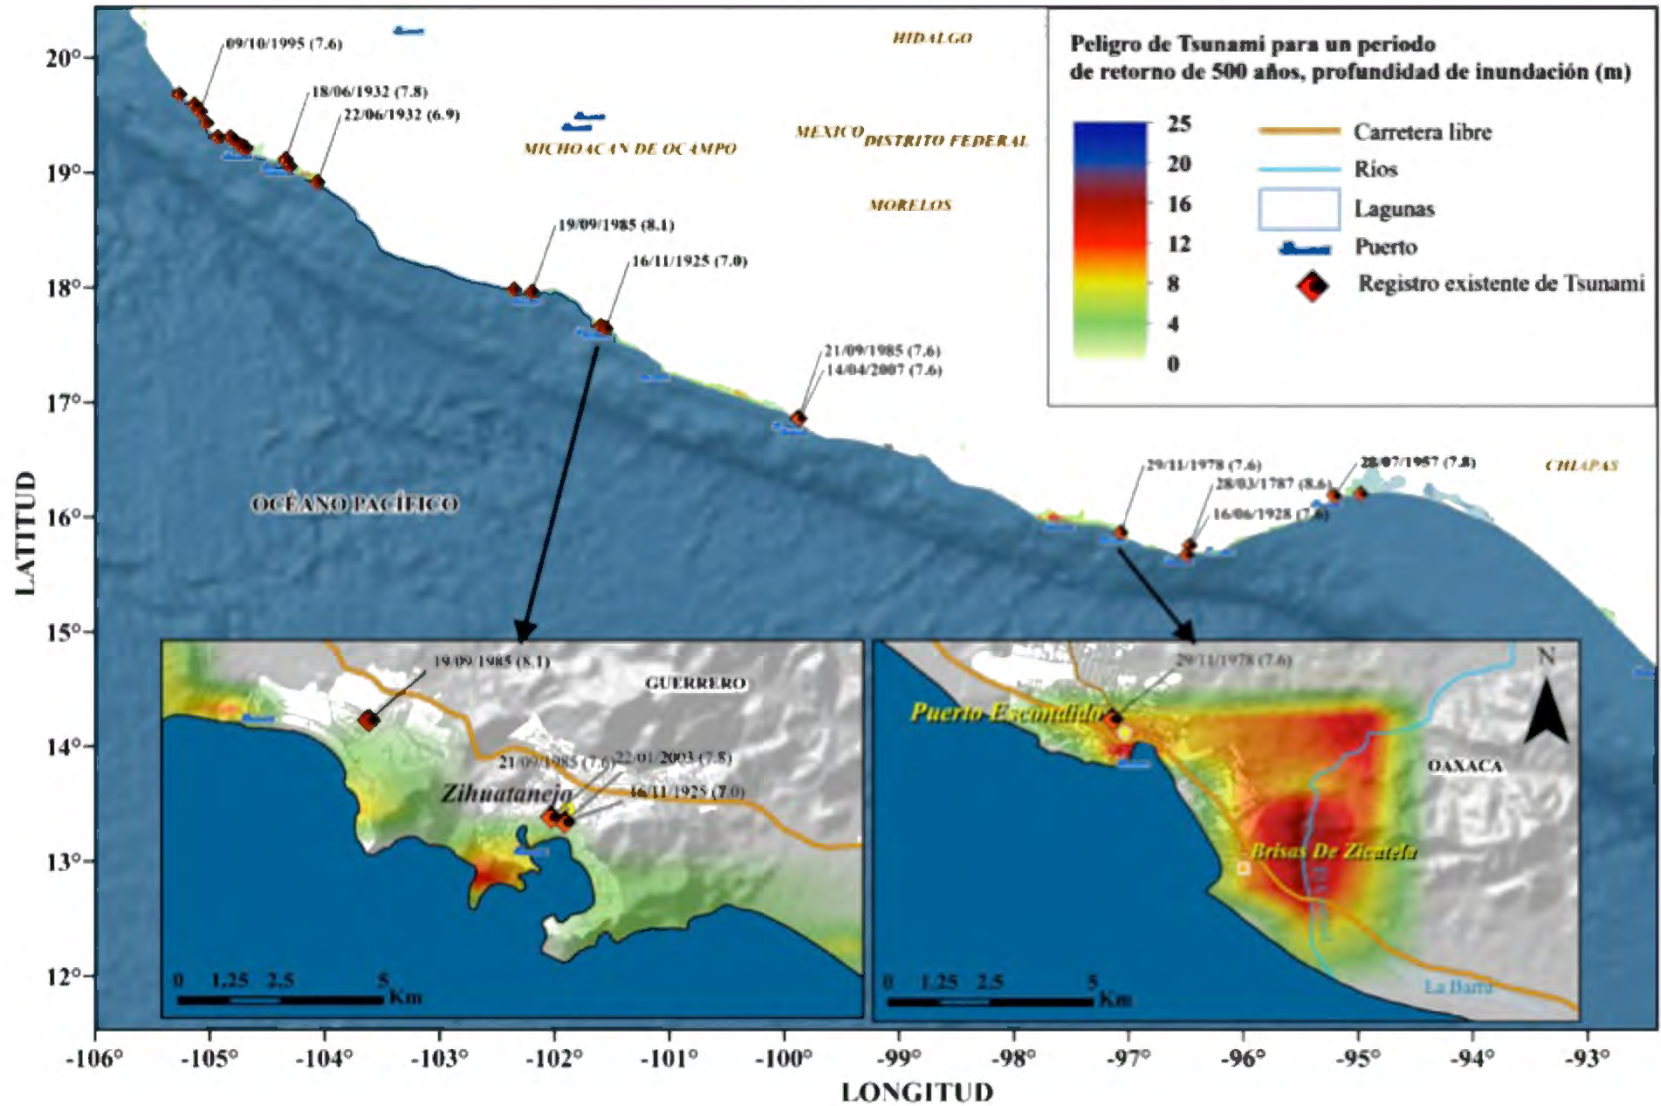 Peligro de Tsunami para un periodo
de retorno de 500 años, profundidad de inundación (m)
25
20
16
12
8
4
0
Carretera libre
Ríos
Lagunas
Puerto
Registro existente de Tsunami
HIDALGO
MICHOACAN DE OCAMPO
MEXICO
DISTRITO FEDERAL
MORELOS
CHIAPAS
09/10/1995 (7.6)
18/06/1932 (7.8)
22/06/1932 (6.9)
19/09/1985 (8.1)
16/11/1925 (7.0)
21/09/1985 (7.6)
14/04/2007 (7.6)
29/11/1978 (7.6)
28/03/1787 (8.6)
16/06/1928 (7.6)
28/07/1957 (7.8)
OCÉANO PACÍFICO
19/09/1985 (8.1)
GUERRERO
21/09/1985 (7.6)
22/01/2003 (7.8)
16/11/1925 (7.0)
Zihuatanejo
0 1.25 2.5 5
Km
29/11/1978 (7.6)
Puerto Escondido
N
OAXACA
Brisas De Zicatela
La Barra
0 1.25 2.5 5
Km
LATITUD
20°
19°
18°
17°
16°
15°
14°
13°
12°
-106° -105° -104° -103° -102° -101° -100° -99° -98° -97° -96° -95° -94° -93°
LONGITUD